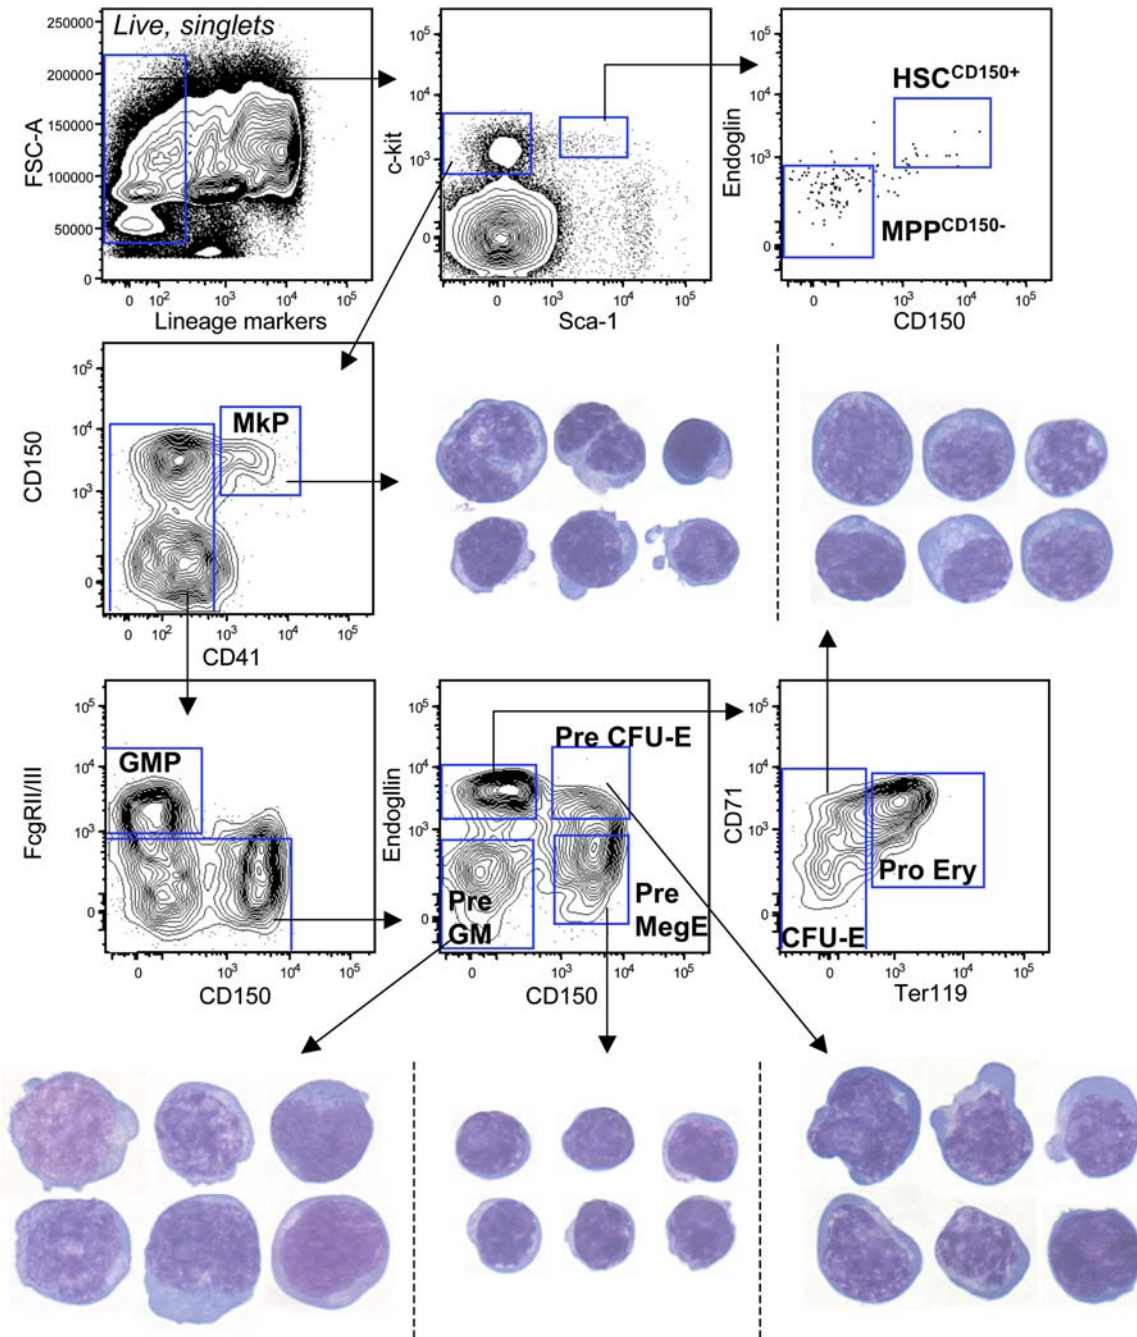 Live, singlets
250000
200000
150000
100000
50000
0
FSC-A
0 10² 10³ 10⁴ 10⁵
Lineage markers
10⁵
10⁴
10³
0
c-kit
0 10³ 10⁴ 10⁵
Sca-1
10⁵
10⁴
10³
0
Endoglin
HSC^CD150+
MPP^CD150-
0 10³ 10⁴ 10⁵
CD150
10⁵
10⁴
10³
0
CD150
MkP
0 10² 10³ 10⁴ 10⁵
CD41
10⁵
10⁴
10³
0
FcgRII/III
GMP
0 10³ 10⁴ 10⁵
CD150
10⁵
10⁴
10³
0
Endogllin
Pre CFU-E
Pre
GM
Pre
MegE
0 10³ 10⁴ 10⁵
CD150
10⁵
10⁴
10³
0
CD71
Pro Ery
CFU-E
0 10³ 10⁴ 10⁵
Ter119